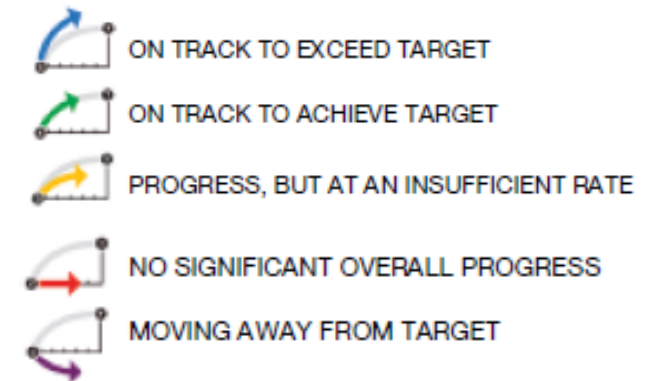 ON TRACK TO EXCEED TARGET
ON TRACK TO ACHIEVE TARGET
PROGRESS, BUT AT AN INSUFFICIENT RATE
NO SIGNIFICANT OVERALL PROGRESS
MOVING AWAY FROM TARGET